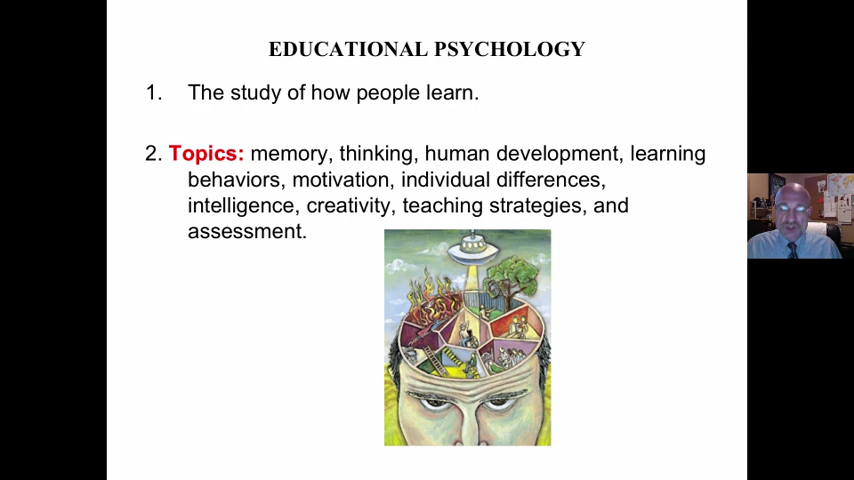 EDUCATIONAL PSYCHOLOGY
1. The study of how people learn.
2. Topics: memory, thinking, human development, learning
behaviors, motivation, individual differences,
intelligence, creativity, teaching strategies, and
assessment.